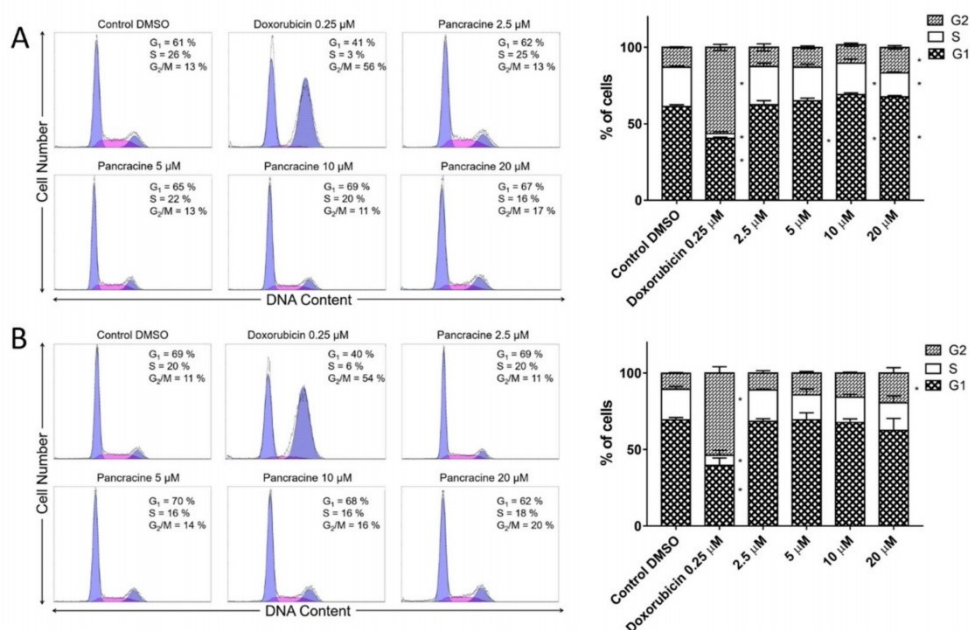 A
Control DMSO
G₁ = 61 %
S = 26 %
G₂/M = 13 %
Doxorubicin 0.25 µM
G₁ = 41 %
S = 3 %
G₂/M = 56 %
Pancracine 2.5 µM
G₁ = 62 %
S = 25 %
G₂/M = 13 %
Pancracine 5 µM
G₁ = 65 %
S = 22 %
G₂/M = 13 %
Pancracine 10 µM
G₁ = 69 %
S = 20 %
G₂/M = 11 %
Pancracine 20 µM
G₁ = 67 %
S = 16 %
G₂/M = 17 %
Cell Number
DNA Content
G2
S
G1
% of cells
100
50
0
*
*
*
*
*
*
*
*
*
Control DMSO
Doxorubicin 0.25 µM
2.5 µM
5 µM
10 µM
20 µM
B
Control DMSO
G₁ = 69 %
S = 20 %
G₂/M = 11 %
Doxorubicin 0.25 µM
G₁ = 40 %
S = 6 %
G₂/M = 54 %
Pancracine 2.5 µM
G₁ = 69 %
S = 20 %
G₂/M = 11 %
Pancracine 5 µM
G₁ = 70 %
S = 16 %
G₂/M = 14 %
Pancracine 10 µM
G₁ = 68 %
S = 16 %
G₂/M = 16 %
Pancracine 20 µM
G₁ = 62 %
S = 18 %
G₂/M = 20 %
Cell Number
DNA Content
G2
S
G1
% of cells
100
50
0
*
*
*
*
Control DMSO
Doxorubicin 0.25 µM
2.5 µM
5 µM
10 µM
20 µM